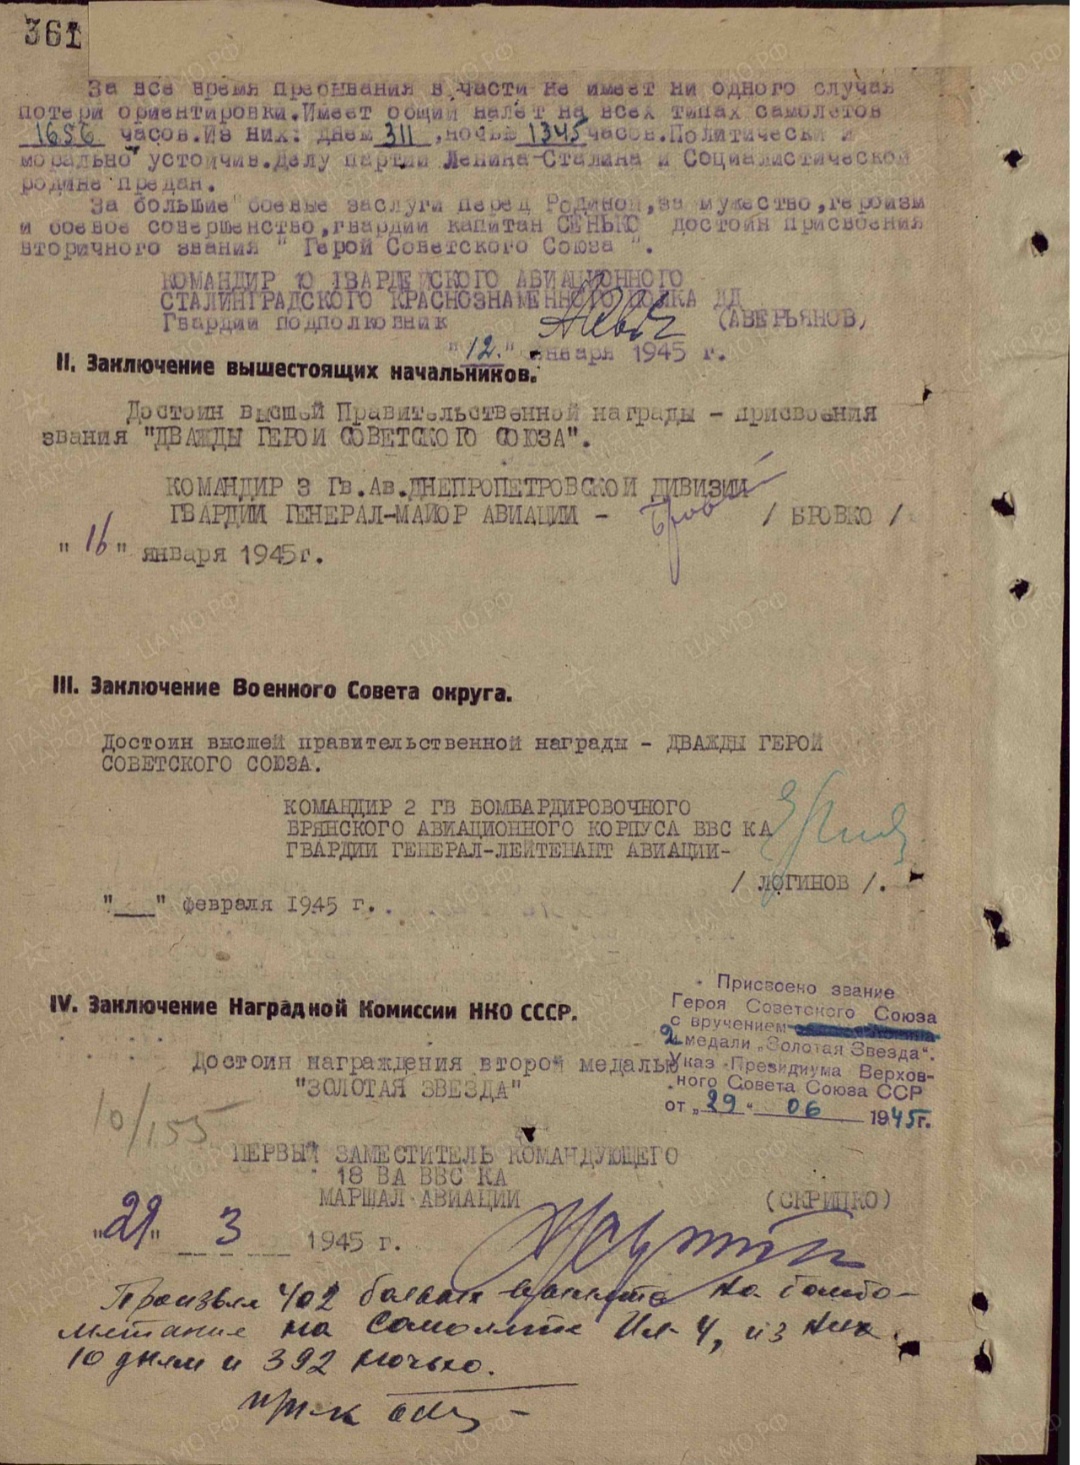 361
За все время пребывания в части не имеет ни одного случая
потери ориентировки. Имеет общий налет на всех типах самолетов
1656 часов. Из них: днем 311, ночью 1345 часов. Политически и
морально устойчив. Делу партии Ленина-Сталина и Социалистической
родине предан.
За большие боевые заслуги перед Родиной, за мужество, героизм
и боевое совершенство, гвардии капитан СЕНЬКО достоин присвоения
вторичного звания " Герой Советского Союза ".
КОМАНДИР 10 ГВАРДЕЙСКОГО АВИАЦИОННОГО
СТАЛИНГРАДСКОГО КРАСНОЗНАМЕННОГО ПОЛКА ДД
Гвардии подполковник (АВЕРЬЯНОВ)
"12." января 1945 г.
II. Заключение вышестоящих начальников.
Достоин высшей Правительственной награды - присвоения
звания "ДВАЖДЫ ГЕРОЙ СОВЕТСКОГО СОЮЗА".
КОМАНДИР 3 Гв.Ав.ДНЕПРОПЕТРОВСКОЙ ДИВИЗИИ
ГВАРДИИ ГЕНЕРАЛ-МАЙОР АВИАЦИИ - / БРОВКО /
"16" января 1945г.
III. Заключение Военного Совета округа.
Достоин высшей правительственной награды - ДВАЖДЫ ГЕРОЙ
СОВЕТСКОГО СОЮЗА.
КОМАНДИР 2 ГВ БОМБАРДИРОВОЧНОГО
БРЯНСКОГО АВИАЦИОННОГО КОРПУСА ВВС КА
ГВАРДИИ ГЕНЕРАЛ-ЛЕЙТЕНАНТ АВИАЦИИ-
/ ЛОГИНОВ /.
"___" февраля 1945 г.
IV. Заключение Наградной Комиссии НКО СССР.
Присвоено звание
Героя Советского Союза
с вручением
2 медали „Золотая Звезда".
Указ Президиума Верхов-
ного Совета Союза ССР
от „29" 06 1945г.
Достоин награждения второй медалью
"ЗОЛОТАЯ ЗВЕЗДА"
10/155
ПЕРВЫЙ ЗАМЕСТИТЕЛЬ КОМАНДУЮЩЕГО
18 ВА ВВС КА
МАРШАЛ АВИАЦИИ (СКРИПКО)
"29" 3 1945 г.
Произвел 402 боевых вылета на бомбо-
метание на самолете Ил-4, из них
10 днем и 392 ночью.